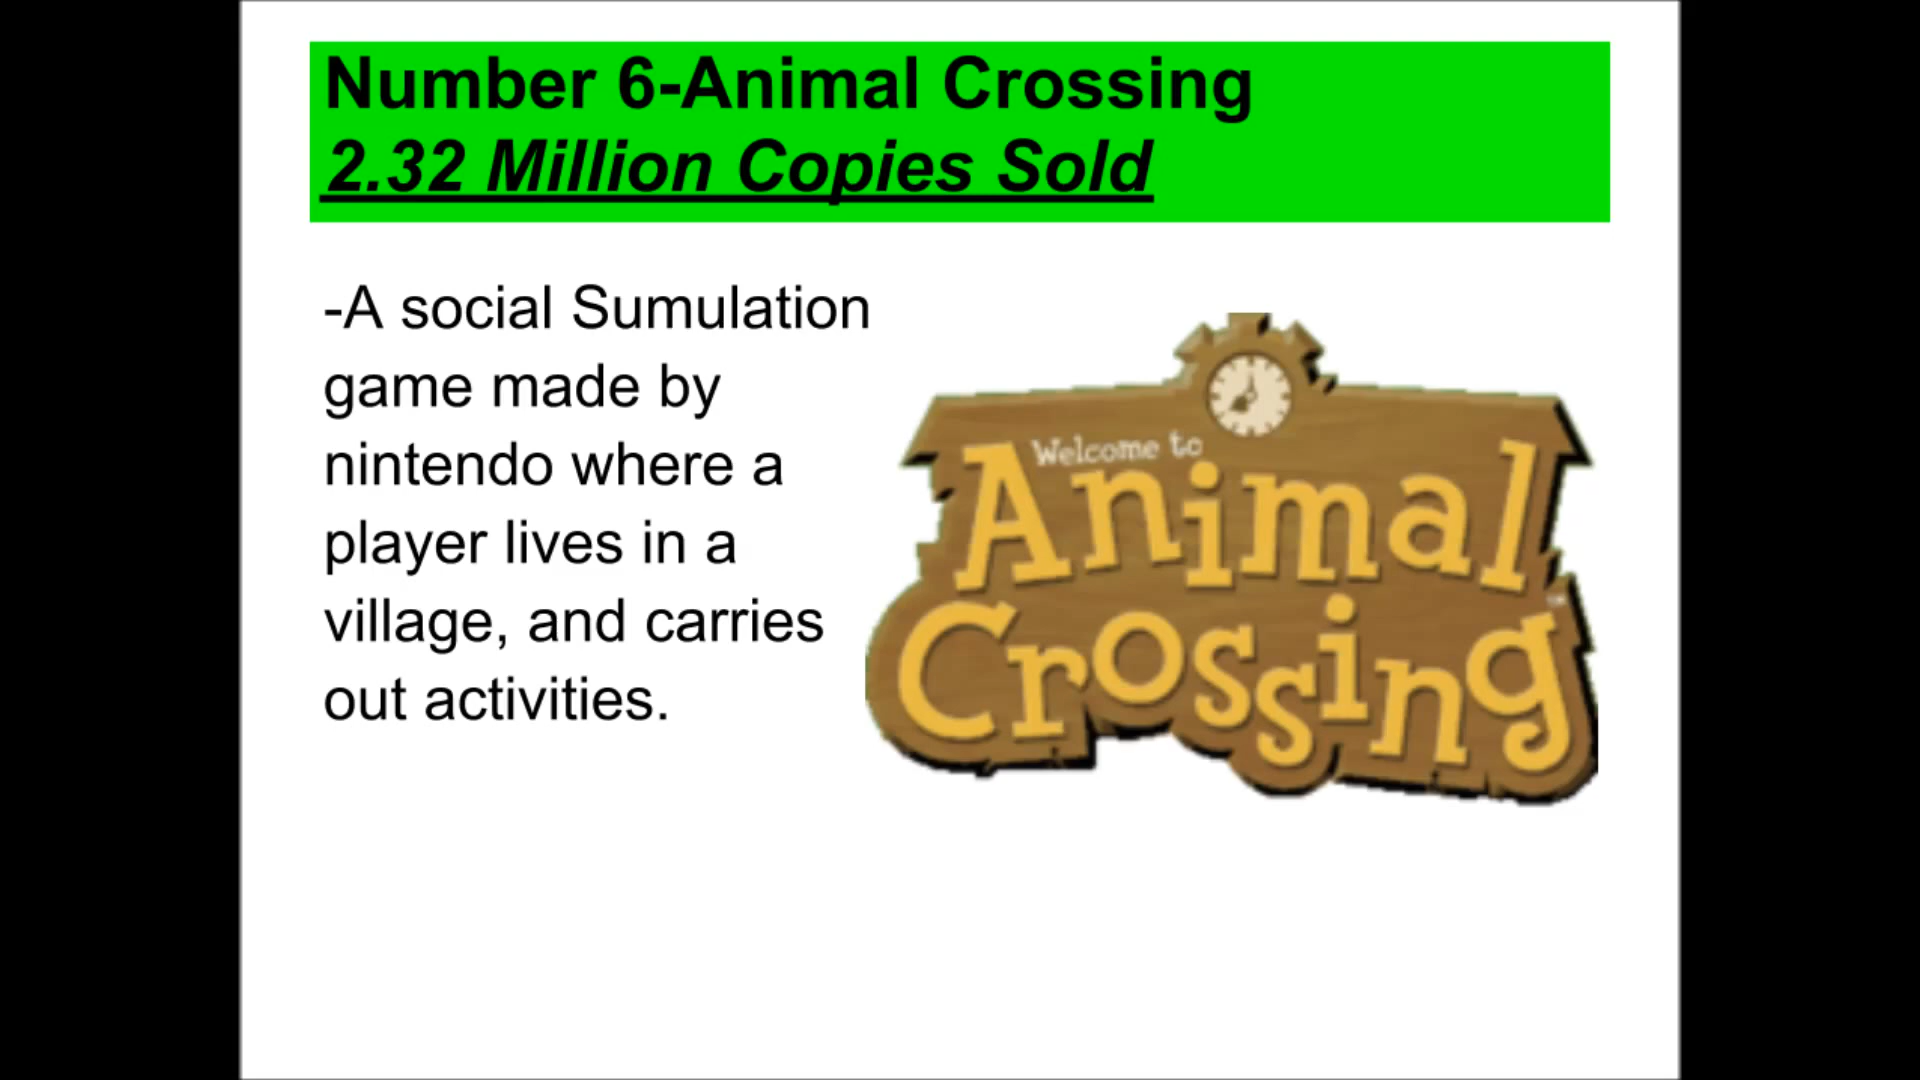 Number 6-Animal Crossing
2.32 Million Copies Sold
-A social Sumulation
game made by
nintendo where a
player lives in a
village, and carries
out activities.
Welcome to
Animal
Crossing
™